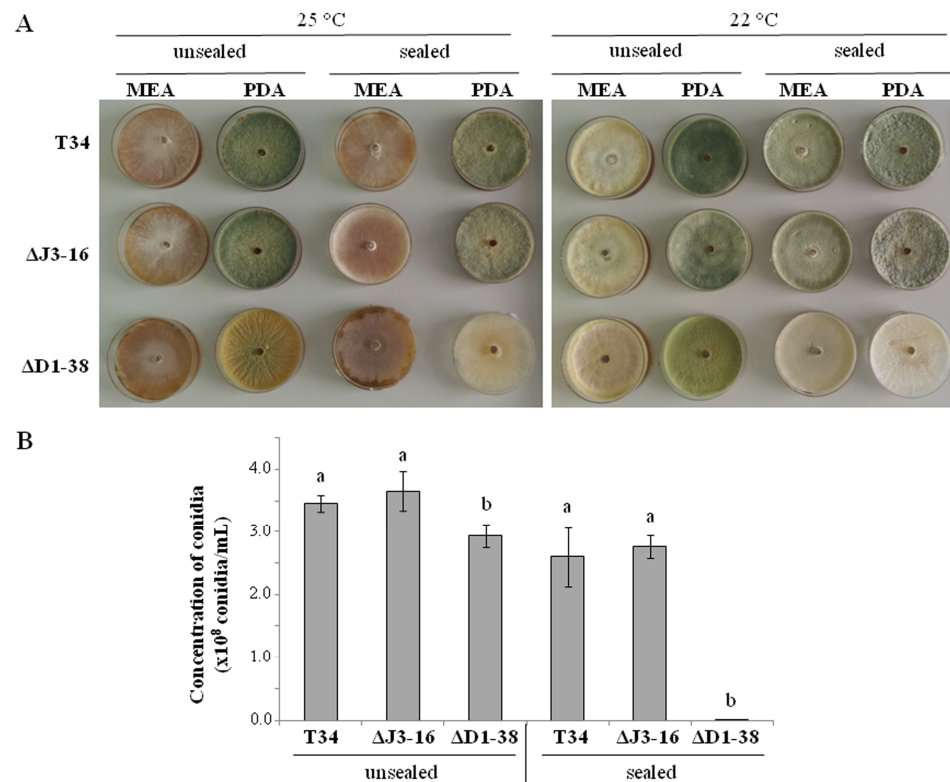 A
25 °C
22 °C
unsealed
sealed
unsealed
sealed
MEA
PDA
MEA
PDA
MEA
PDA
MEA
PDA
T34
ΔJ3-16
ΔD1-38
B
Concentration of conidia
(x10⁸ conidia/mL)
4.0
3.0
2.0
1.0
0.0
a
a
b
a
a
b
T34
ΔJ3-16
ΔD1-38
T34
ΔJ3-16
ΔD1-38
unsealed
sealed